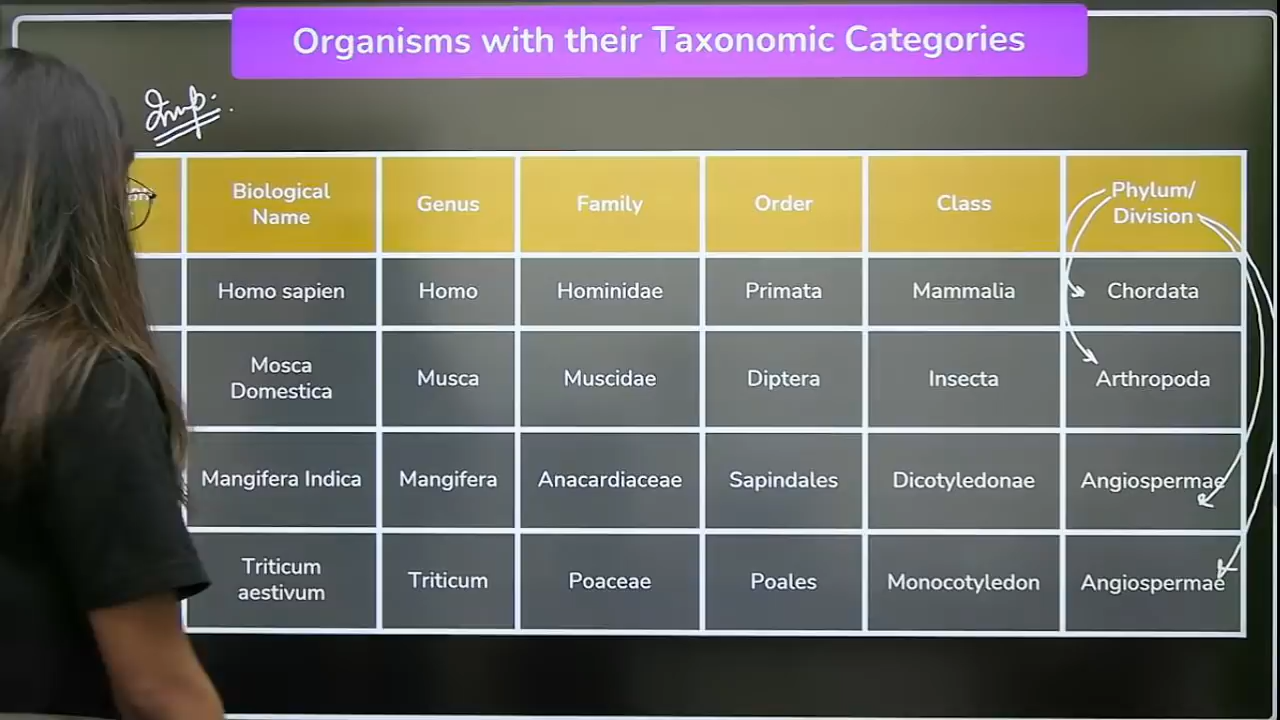 Organisms with their Taxonomic Categories
Imp.
Biological
Name
Genus
Family
Order
Class
Phylum/
Division
Homo sapien
Homo
Hominidae
Primata
Mammalia
Chordata
Mosca
Domestica
Musca
Muscidae
Diptera
Insecta
Arthropoda
Mangifera Indica
Mangifera
Anacardiaceae
Sapindales
Dicotyledonae
Angiospermae
Triticum
aestivum
Triticum
Poaceae
Poales
Monocotyledon
Angiospermae